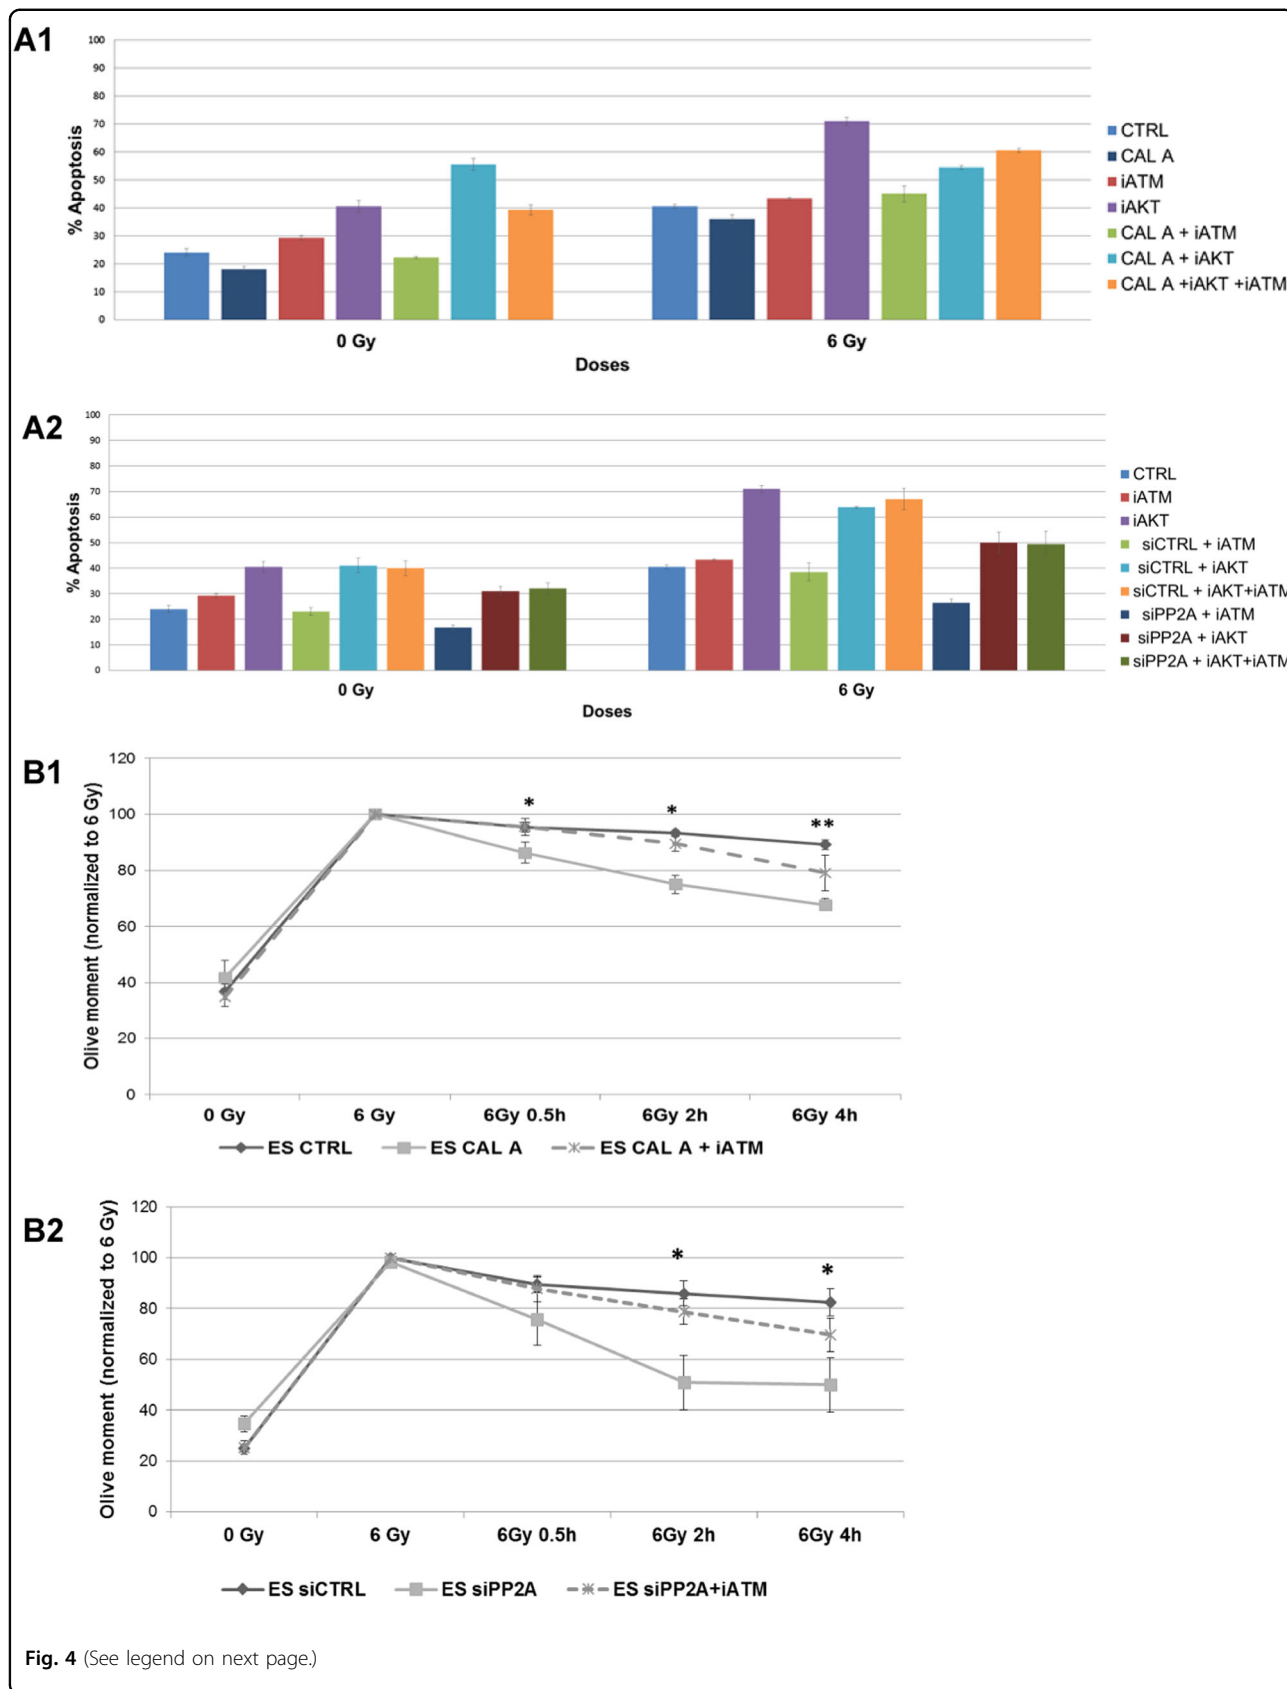 A1
100
90
80
70
60
50
40
30
20
10
0
% Apoptosis
0 Gy
6 Gy
Doses
CTRL
CAL A
iATM
iAKT
CAL A + iATM
CAL A + iAKT
CAL A +iAKT +iATM
A2
100
90
80
70
60
50
40
30
20
10
0
% Apoptosis
0 Gy
6 Gy
Doses
CTRL
iATM
iAKT
siCTRL + iATM
siCTRL + iAKT
siCTRL + iAKT+iATM
siPP2A + iATM
siPP2A + iAKT
siPP2A + iAKT+iATM
B1
Olive moment (normalized to 6 Gy)
120
100
80
60
40
20
0
*
*
**
0 Gy
6 Gy
6Gy 0.5h
6Gy 2h
6Gy 4h
ES CTRL
ES CAL A
ES CAL A + iATM
B2
Olive moment (normalized to 6 Gy)
120
100
80
60
40
20
0
*
*
0 Gy
6 Gy
6Gy 0.5h
6Gy 2h
6Gy 4h
ES siCTRL
ES siPP2A
ES siPP2A+iATM
Fig. 4 (See legend on next page.)